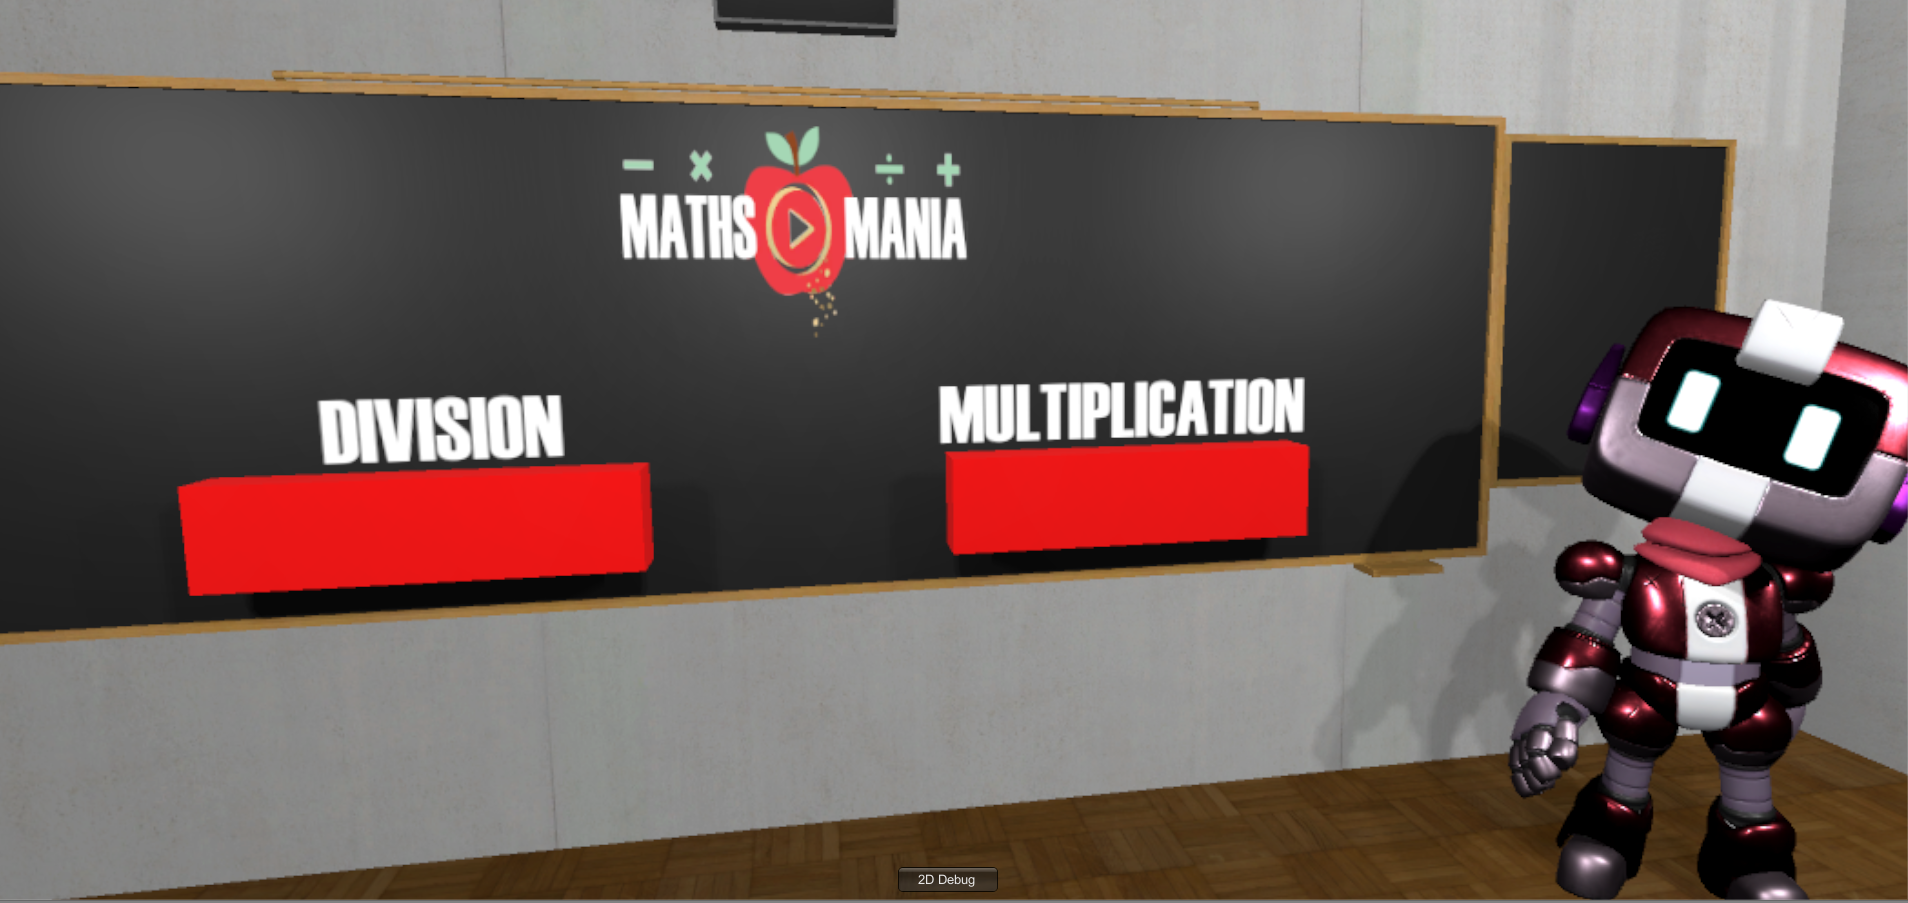 − × ÷ +
MATHS MANIA
DIVISION
MULTIPLICATION
2D Debug